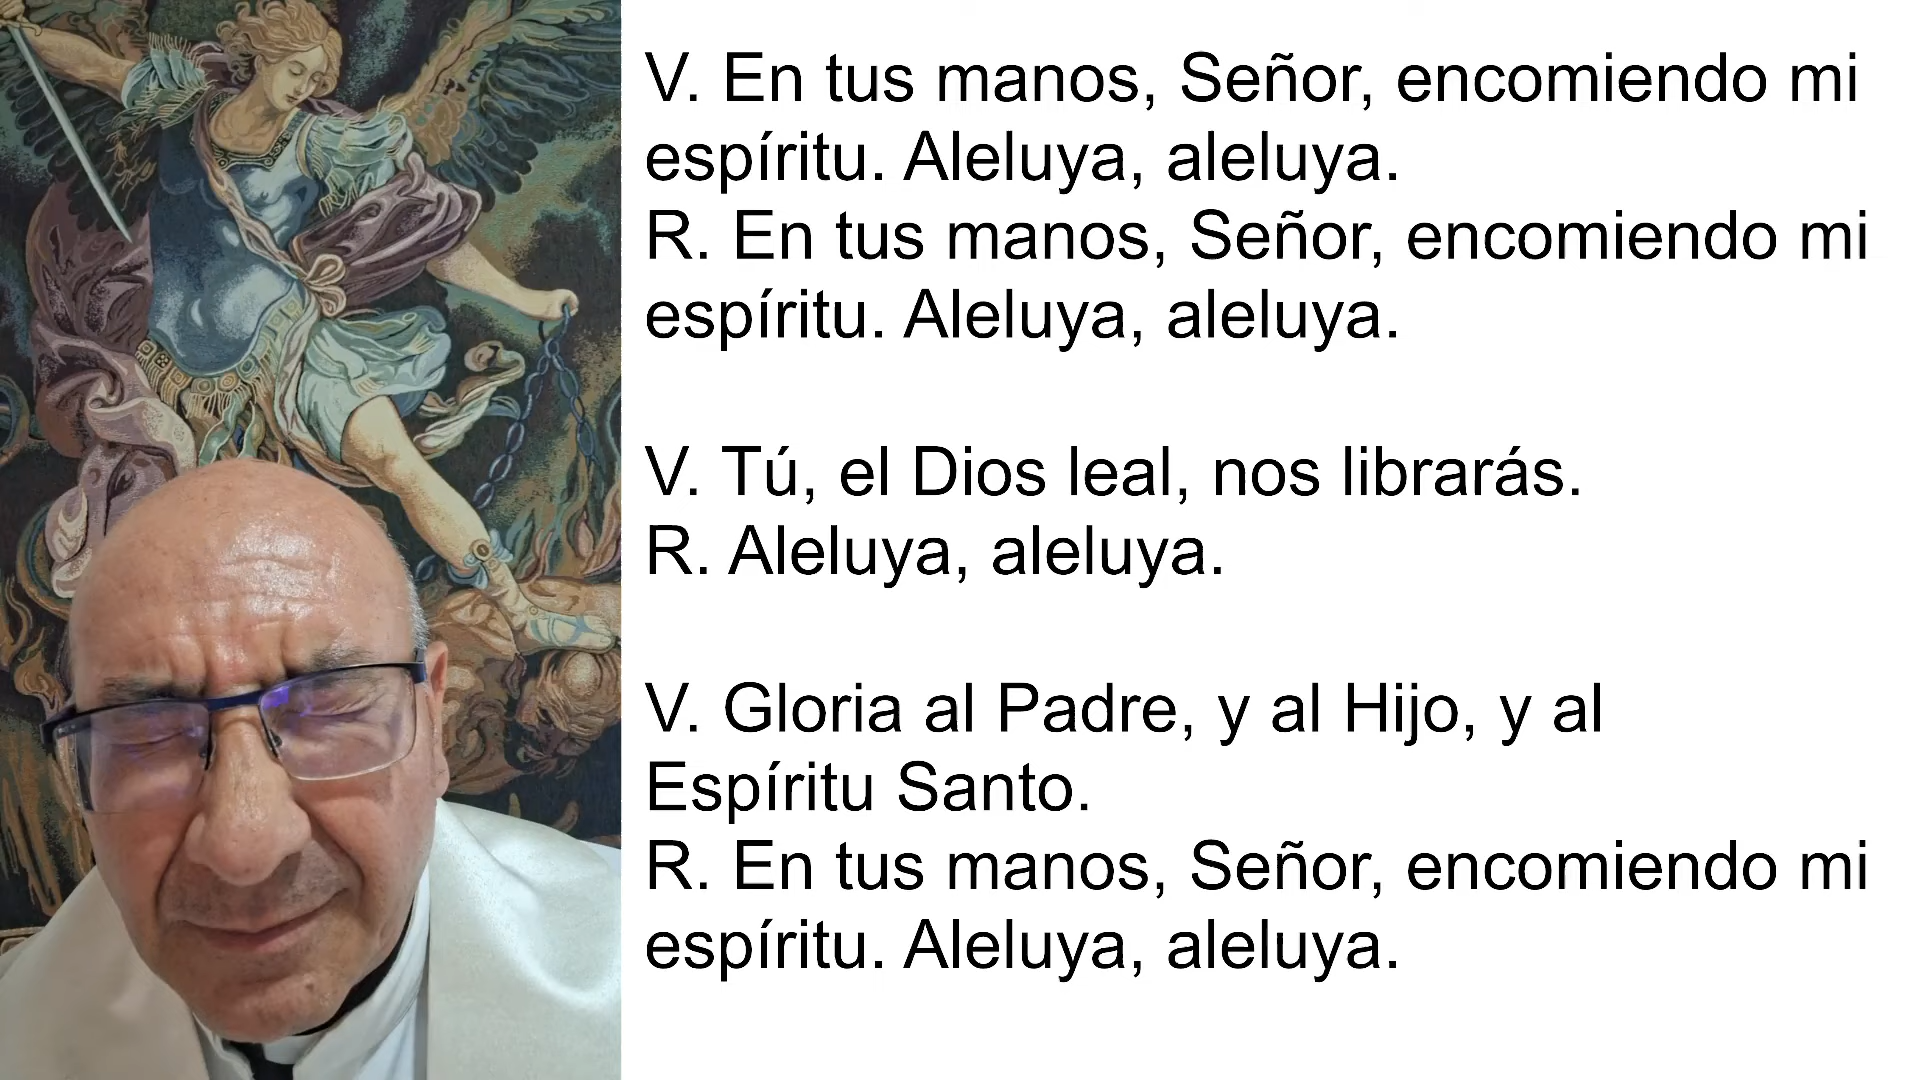 V. En tus manos, Señor, encomiendo mi
espíritu. Aleluya, aleluya.
R. En tus manos, Señor, encomiendo mi
espíritu. Aleluya, aleluya.
V. Tú, el Dios leal, nos librarás.
R. Aleluya, aleluya.
V. Gloria al Padre, y al Hijo, y al
Espíritu Santo.
R. En tus manos, Señor, encomiendo mi
espíritu. Aleluya, aleluya.